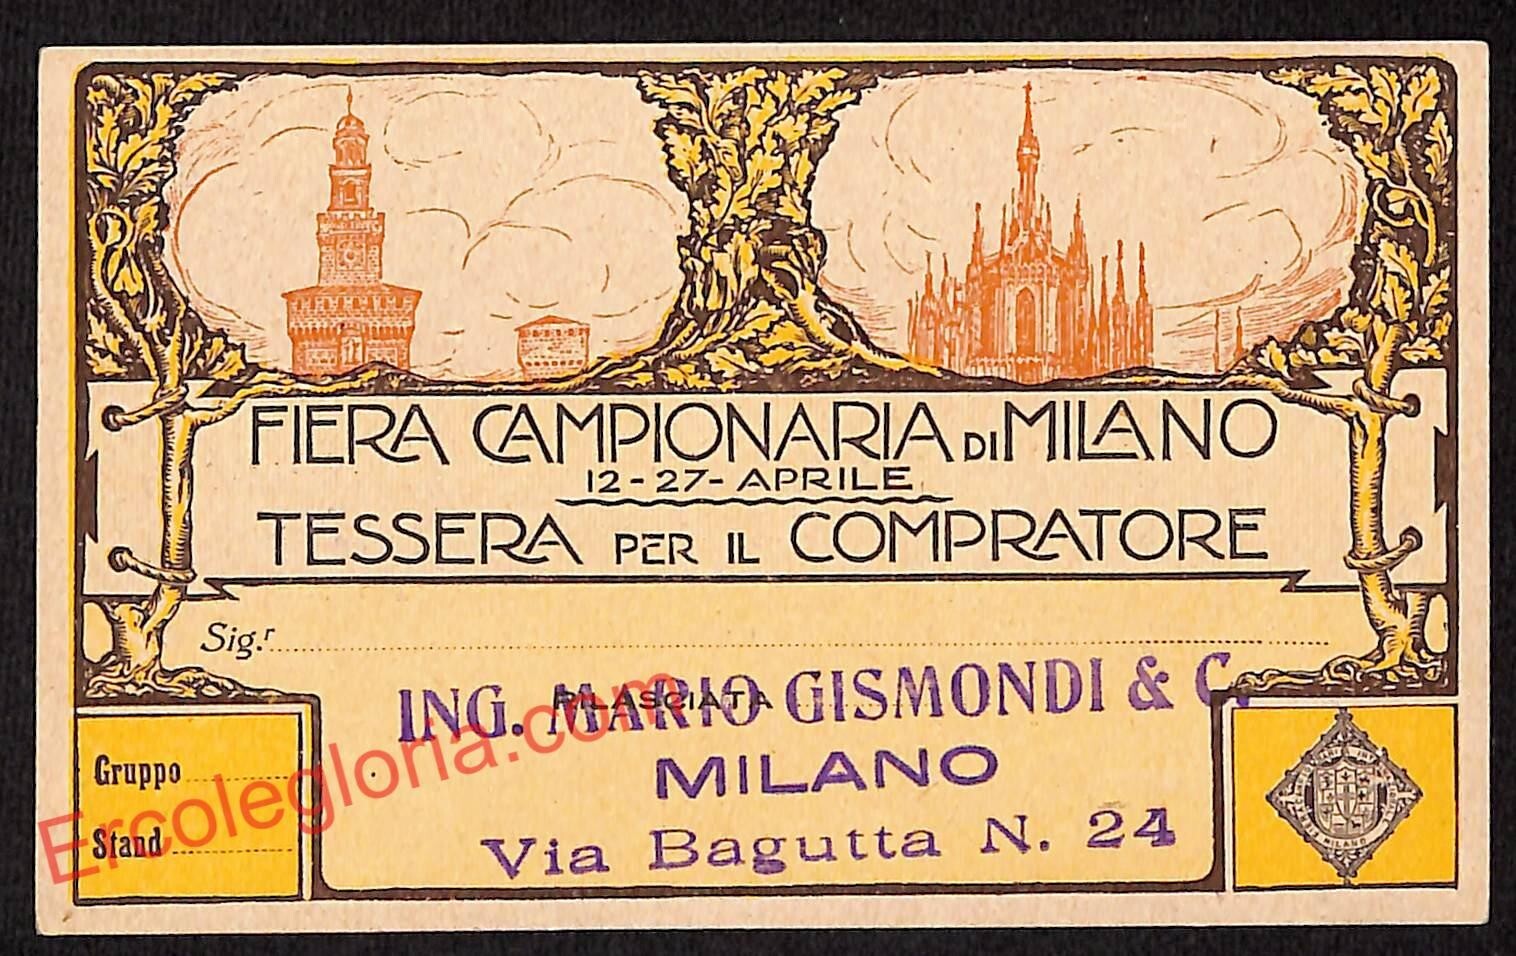 FIERA CAMPIONARIA DI MILANO
12-27-APRILE
TESSERA PER IL COMPRATORE
Sig.r
RILASCIATA
ING. MARIO GISMONDI & C.
MILANO
Via Bagutta N. 24
Gruppo
Stand
MILANO
Ercolegloria.com